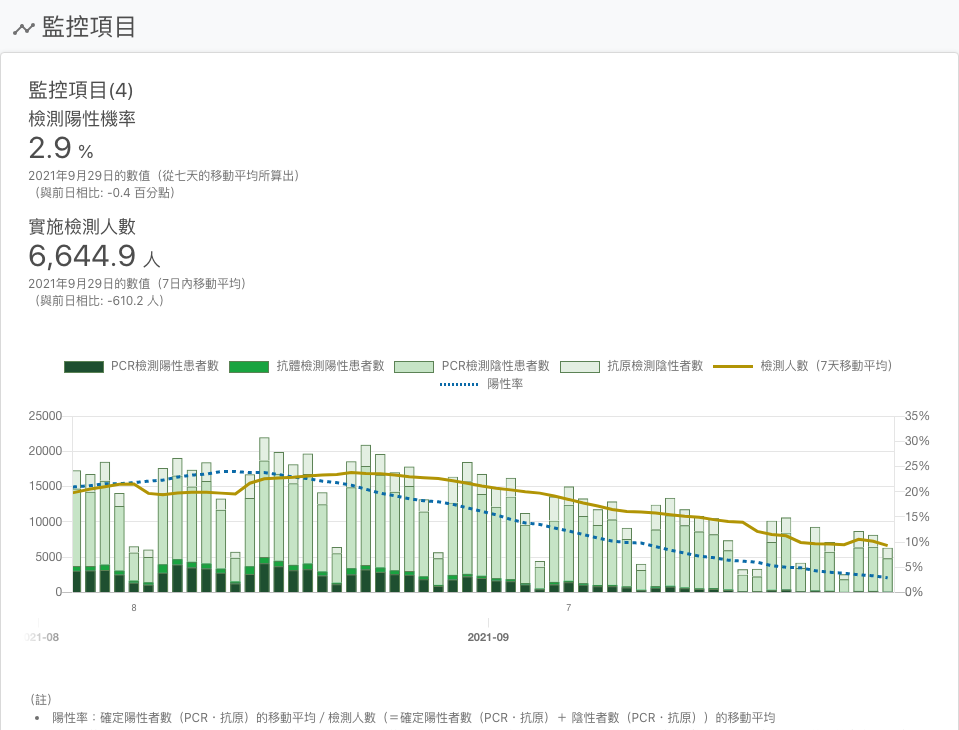 監控項目
監控項目(4)
檢測陽性機率
2.9 %
2021年9月29日的數值（從七天的移動平均所算出）
（與前日相比: -0.4 百分點）
實施檢測人數
6,644.9 人
2021年9月29日的數值（7日內移動平均）
（與前日相比: -610.2 人）
PCR檢測陽性患者數 抗體檢測陽性患者數 PCR檢測陰性患者數 抗原檢測陰性者數 檢測人數（7天移動平均）
陽性率
25000 35%
30%
20000
25%
15000 20%
15%
10000
10%
5000
5%
0 0%
8 7
21-08 2021-09
（註）
• 陽性率：確定陽性者數（PCR・抗原）的移動平均 / 檢測人數（＝確定陽性者數（PCR・抗原）＋ 陰性者數（PCR・抗原））的移動平均